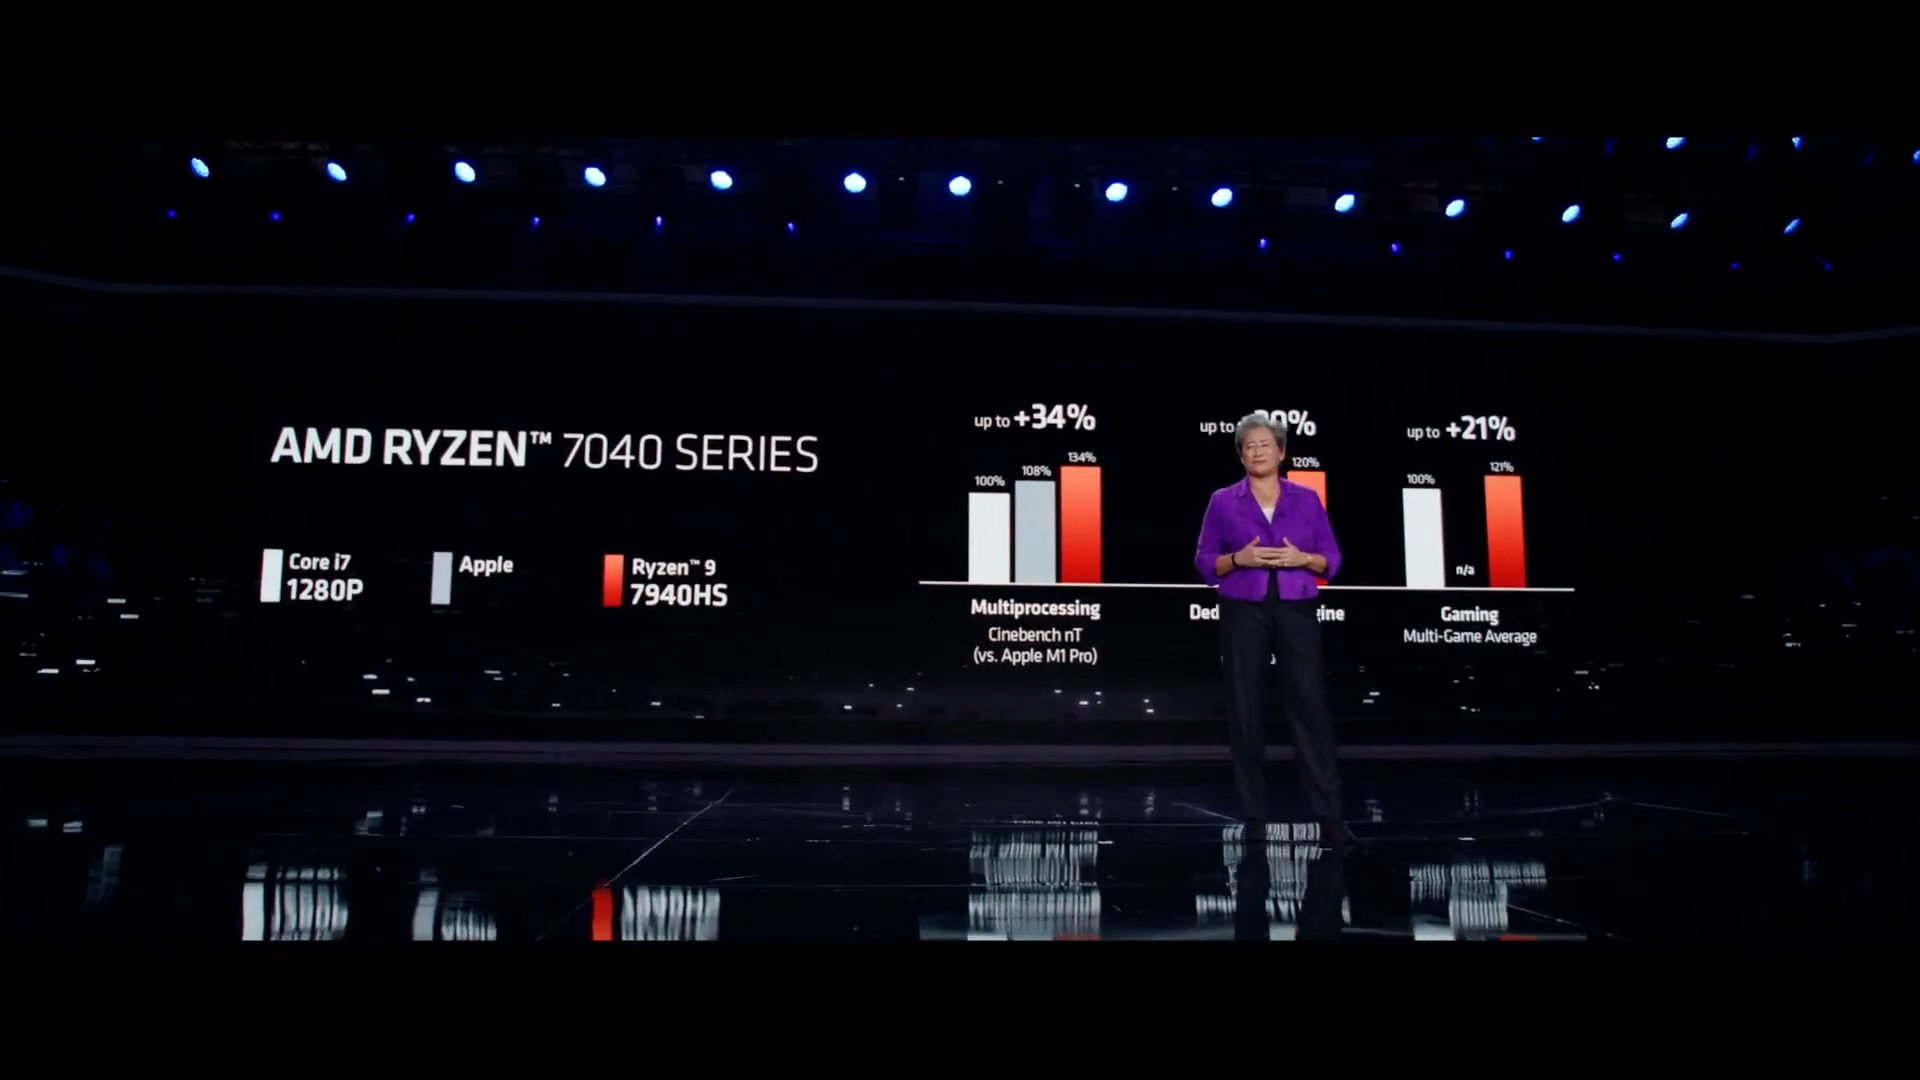 AMD RYZEN™ 7040 SERIES
Core i7
1280P
Apple
Ryzen™ 9
7940HS
up to +34%
100%
108%
134%
Multiprocessing
Cinebench nT
(vs. Apple M1 Pro)
up to
120%
up to +21%
100%
n/a
121%
Gaming
Multi-Game Average